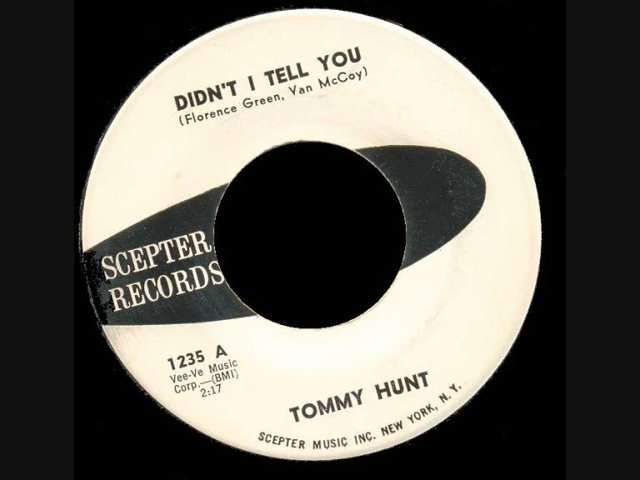 DIDN'T I TELL YOU
(Florence Green, Van McCoy)
SCEPTER
RECORDS
1235 A
Vee-Ve Music
Corp.—(BMI)
2:17
TOMMY HUNT
SCEPTER MUSIC INC. NEW YORK, N.Y.